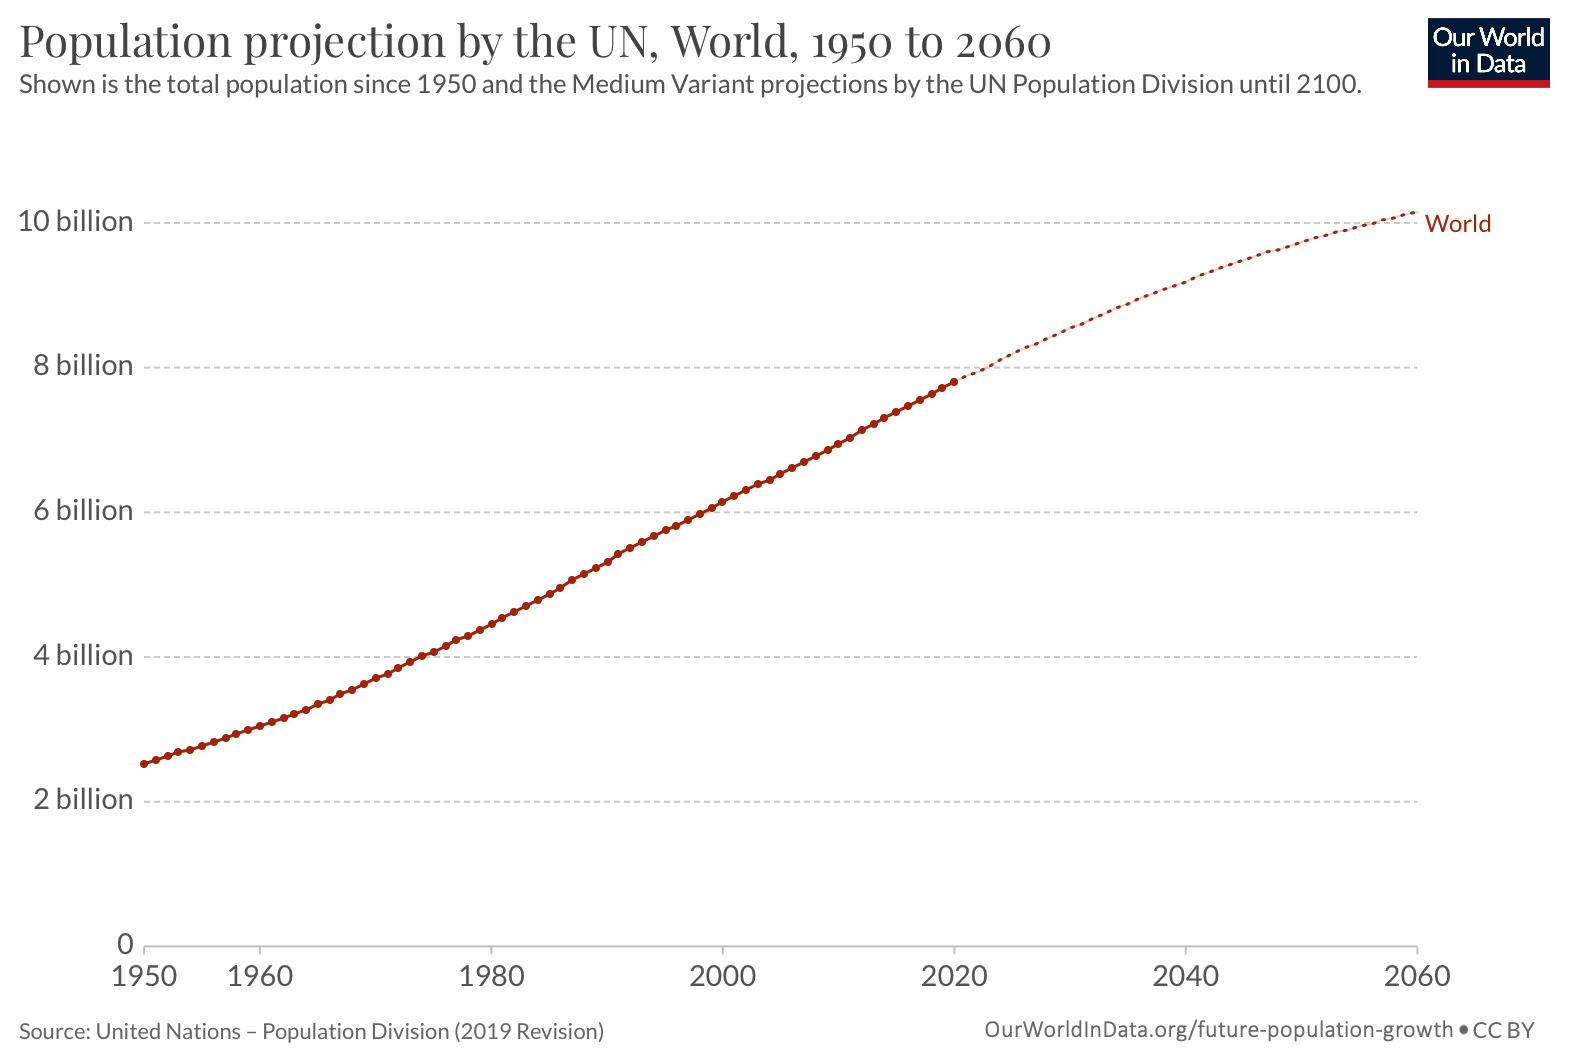 Population projection by the UN, World, 1950 to 2060
Our World
in Data
Shown is the total population since 1950 and the Medium Variant projections by the UN Population Division until 2100.
10 billion
World
8 billion
6 billion
4 billion
2 billion
0
1950 1960 1980 2000 2020 2040 2060
Source: United Nations – Population Division (2019 Revision)
OurWorldInData.org/future-population-growth • CC BY